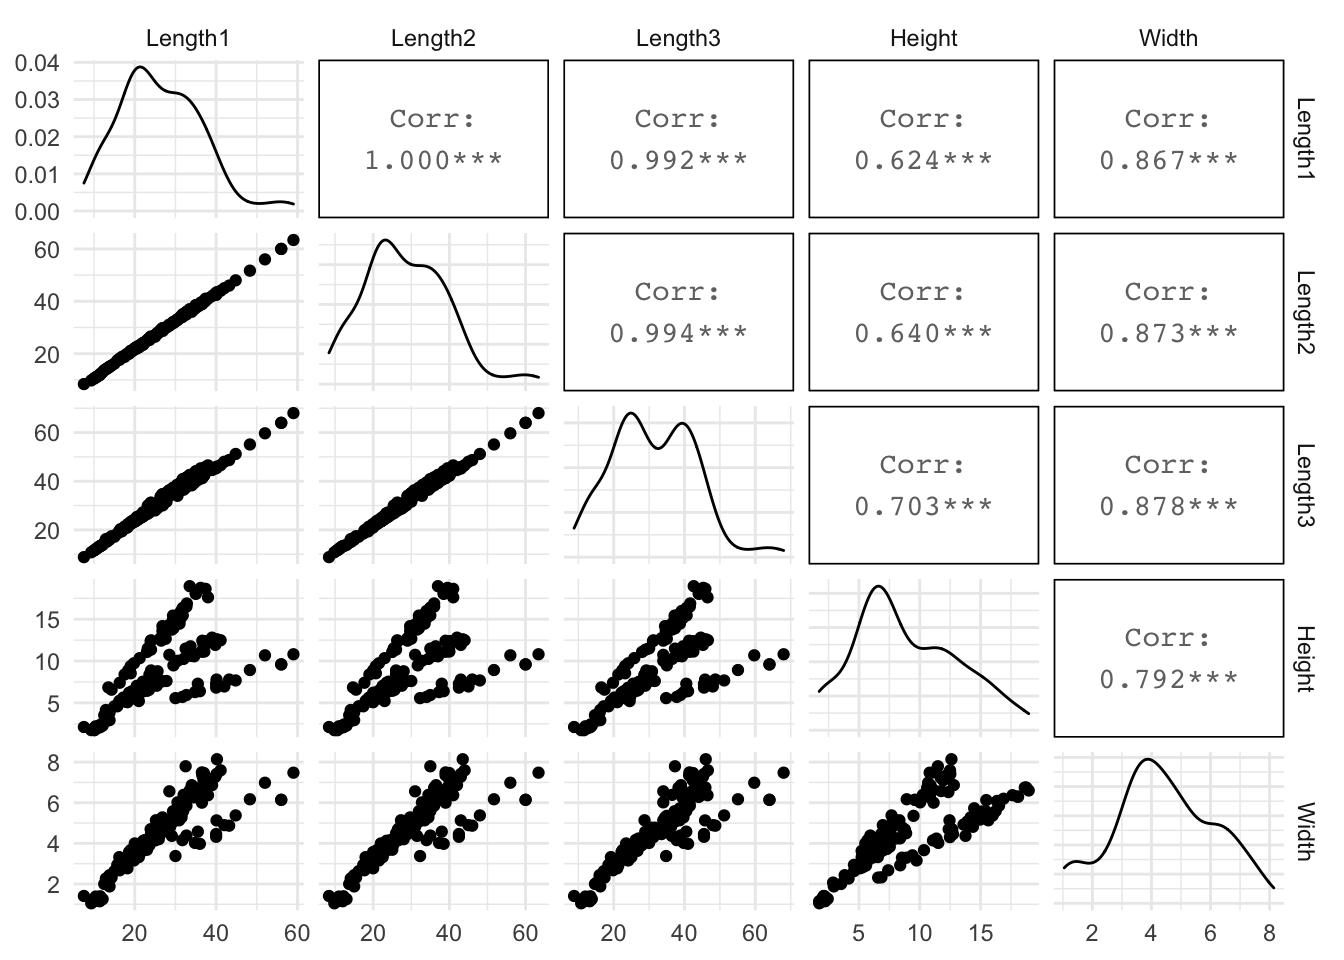 Length1 Length2 Length3 Height Width
0.04
0.03
0.02
0.01
0.00
Corr:
1.000***
Corr:
0.992***
Corr:
0.624***
Corr:
0.867***
Length1
60
40
20
Corr:
0.994***
Corr:
0.640***
Corr:
0.873***
Length2
60
40
20
Corr:
0.703***
Corr:
0.878***
Length3
15
10
5
Corr:
0.792***
Height
8
6
4
2
Width
20 40 60 20 40 60 20 40 60 5 10 15 2 4 6 8